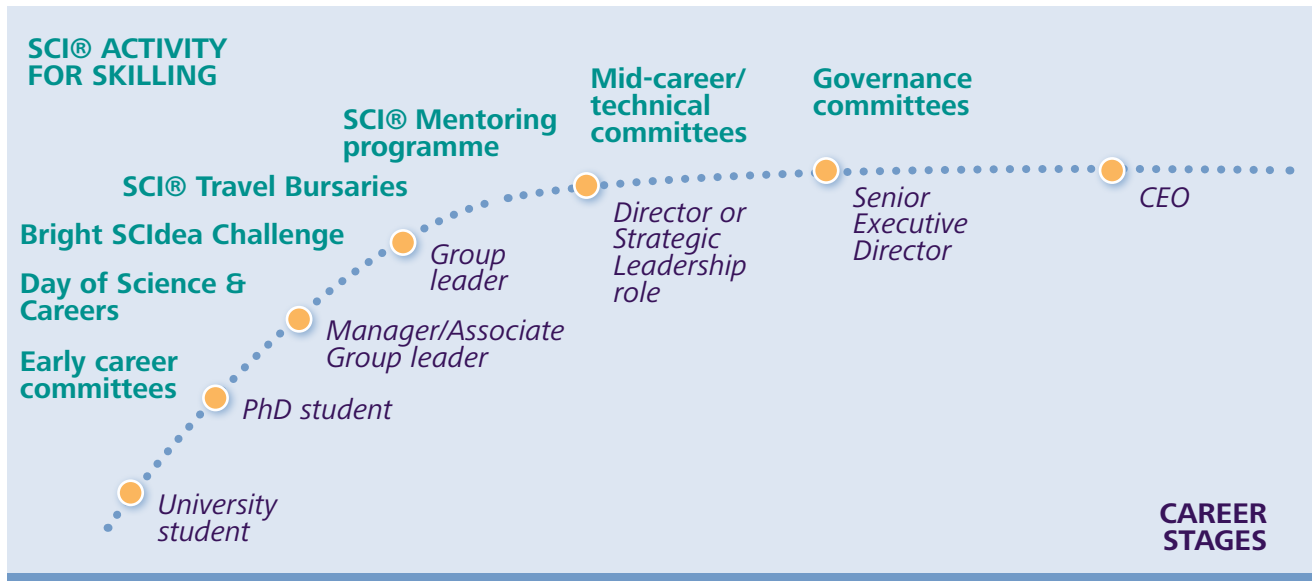 SCI® ACTIVITY
FOR SKILLING
Mid-career/
technical
committees
Governance
committees
SCI® Mentoring
programme
SCI® Travel Bursaries
Bright SCIdea Challenge
Day of Science &
Careers
Early career
committees
University
student
PhD student
Manager/Associate
Group leader
Group
leader
Director or
Strategic
Leadership
role
Senior
Executive
Director
CEO
CAREER
STAGES